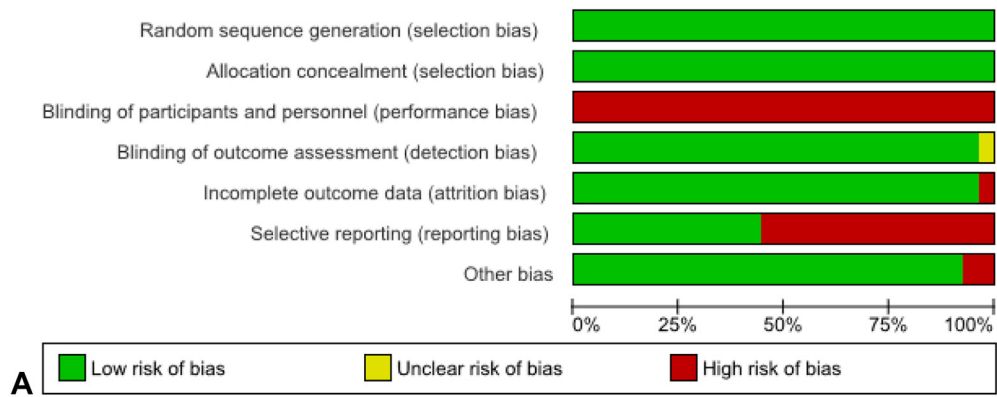 Random sequence generation (selection bias)
Allocation concealment (selection bias)
Blinding of participants and personnel (performance bias)
Blinding of outcome assessment (detection bias)
Incomplete outcome data (attrition bias)
Selective reporting (reporting bias)
Other bias
0% 25% 50% 75% 100%
A Low risk of bias Unclear risk of bias High risk of bias